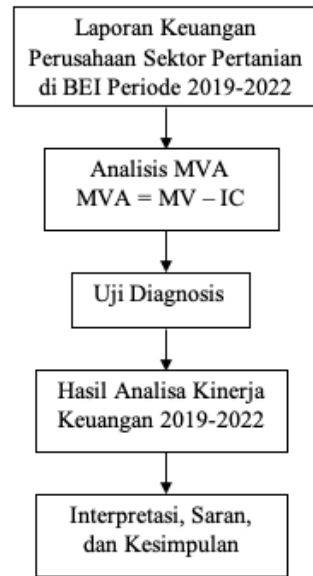 Laporan Keuangan
Perusahaan Sektor Pertanian
di BEI Periode 2019-2022
Analisis MVA
MVA = MV – IC
Uji Diagnosis
Hasil Analisa Kinerja
Keuangan 2019-2022
Interpretasi, Saran,
dan Kesimpulan